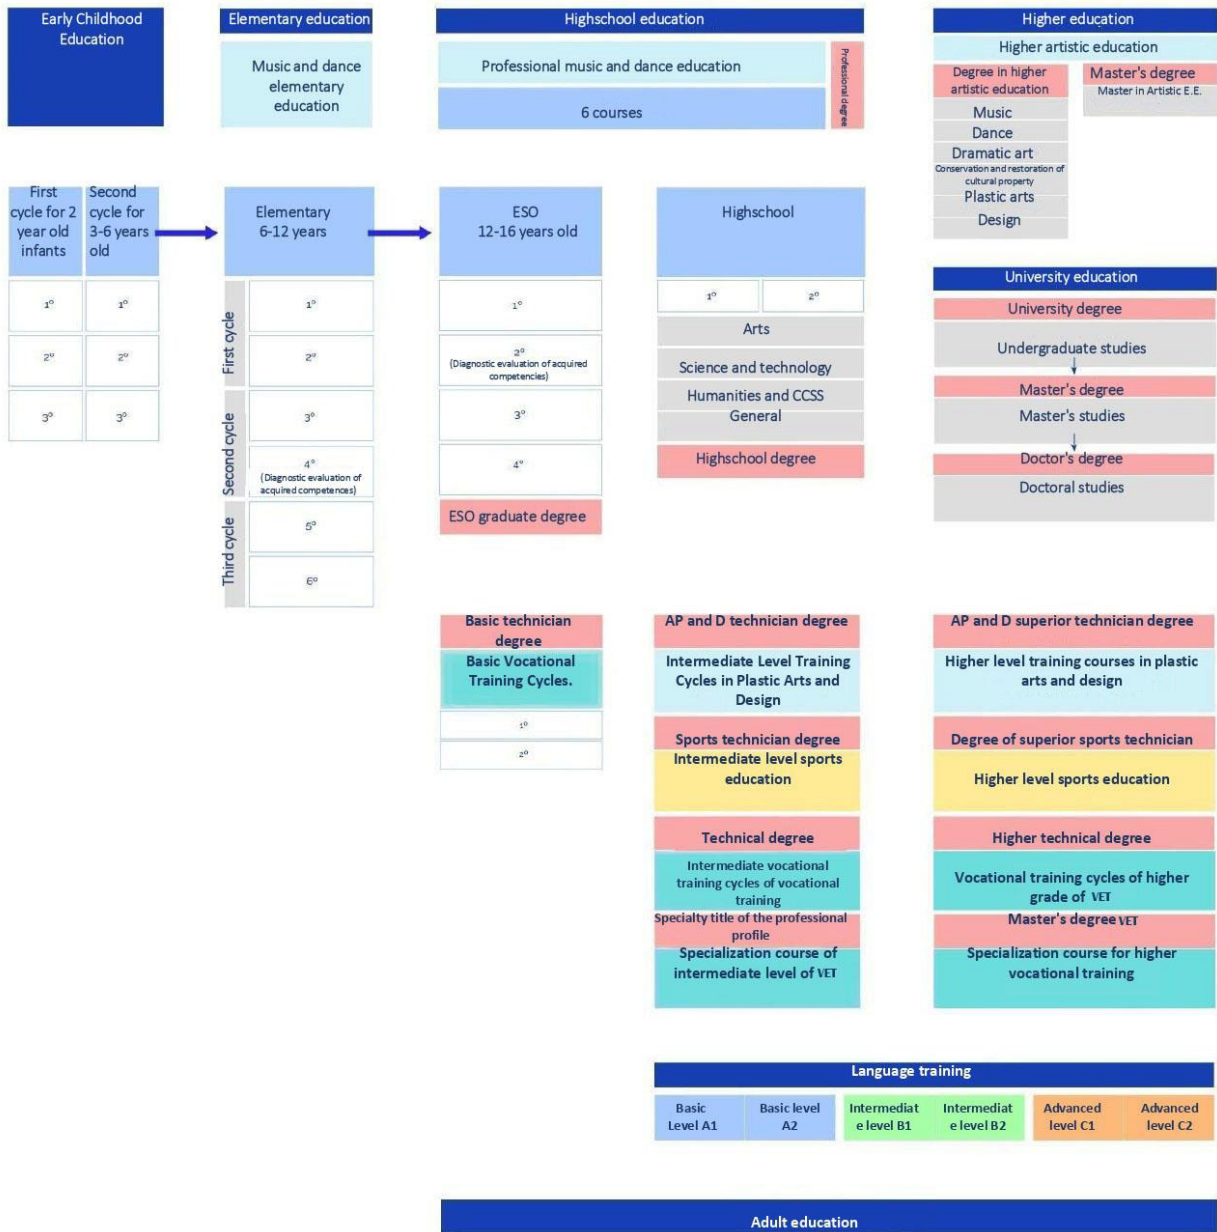 Early Childhood
Education
Elementary education
Highschool education
Higher education
Music and dance
elementary
education
Professional music and dance education
6 courses
Professional degree
Higher artistic education
Degree in higher
artistic education
Music
Dance
Dramatic art
Conservation and restoration of
cultural property
Plastic arts
Design
Master's degree
Master in Artistic E.E.
First
cycle for 2
year old
infants
Second
cycle for
3-6 years
old
Elementary
6-12 years
ESO
12-16 years old
Highschool
1º
2º
3º
1º
2º
3º
First cycle
Second cycle
Third cycle
1º
2º
3º
4º
(Diagnostic evaluation of
acquired competences)
5º
6º
1º
2º
(Diagnostic evaluation of acquired
competencies)
3º
4º
ESO graduate degree
1º
2º
Arts
Science and technology
Humanities and CCSS
General
Highschool degree
University education
University degree
Undergraduate studies
Master's degree
Master's studies
Doctor's degree
Doctoral studies
Basic technician
degree
Basic Vocational
Training Cycles.
1º
2º
AP and D technician degree
Intermediate Level Training
Cycles in Plastic Arts and
Design
Sports technician degree
Intermediate level sports
education
Technical degree
Intermediate vocational
training cycles of vocational
training
Specialty title of the professional
profile
Specialization course of
intermediate level of VET
AP and D superior technician degree
Higher level training courses in plastic
arts and design
Degree of superior sports technician
Higher level sports education
Higher technical degree
Vocational training cycles of higher
grade of VET
Master's degree VET
Specialization course for higher
vocational training
Language training
Basic
Level A1
Basic level
A2
Intermediat
e level B1
Intermediat
e level B2
Advanced
level C1
Advanced
level C2
Adult education